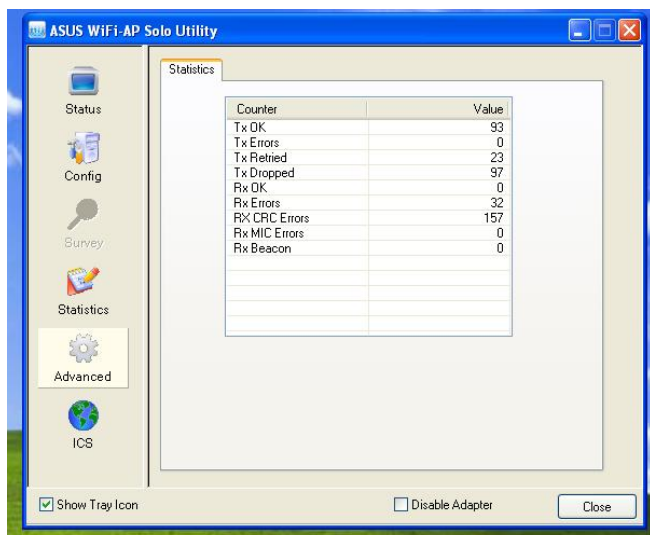 ASUS WiFi-AP Solo Utility
Status
Config
Survey
Statistics
Advanced
ICS
Statistics
Counter Value
Tx OK 93
Tx Errors 0
Tx Retried 23
Tx Dropped 97
Rx OK 0
Rx Errors 32
RX CRC Errors 157
Rx MIC Errors 0
Rx Beacon 0
Show Tray Icon
Disable Adapter
Close